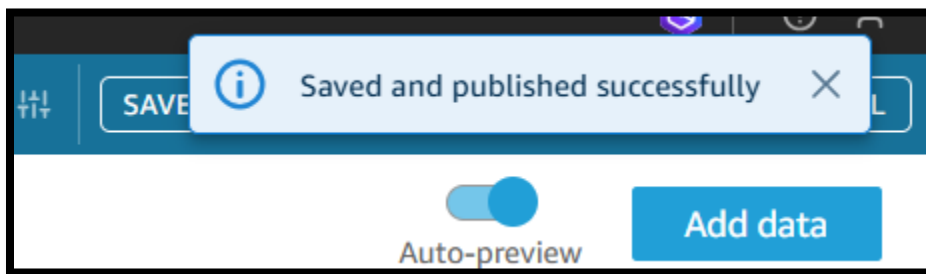 Saved and published successfully
SAVE
L
Auto-preview
Add data